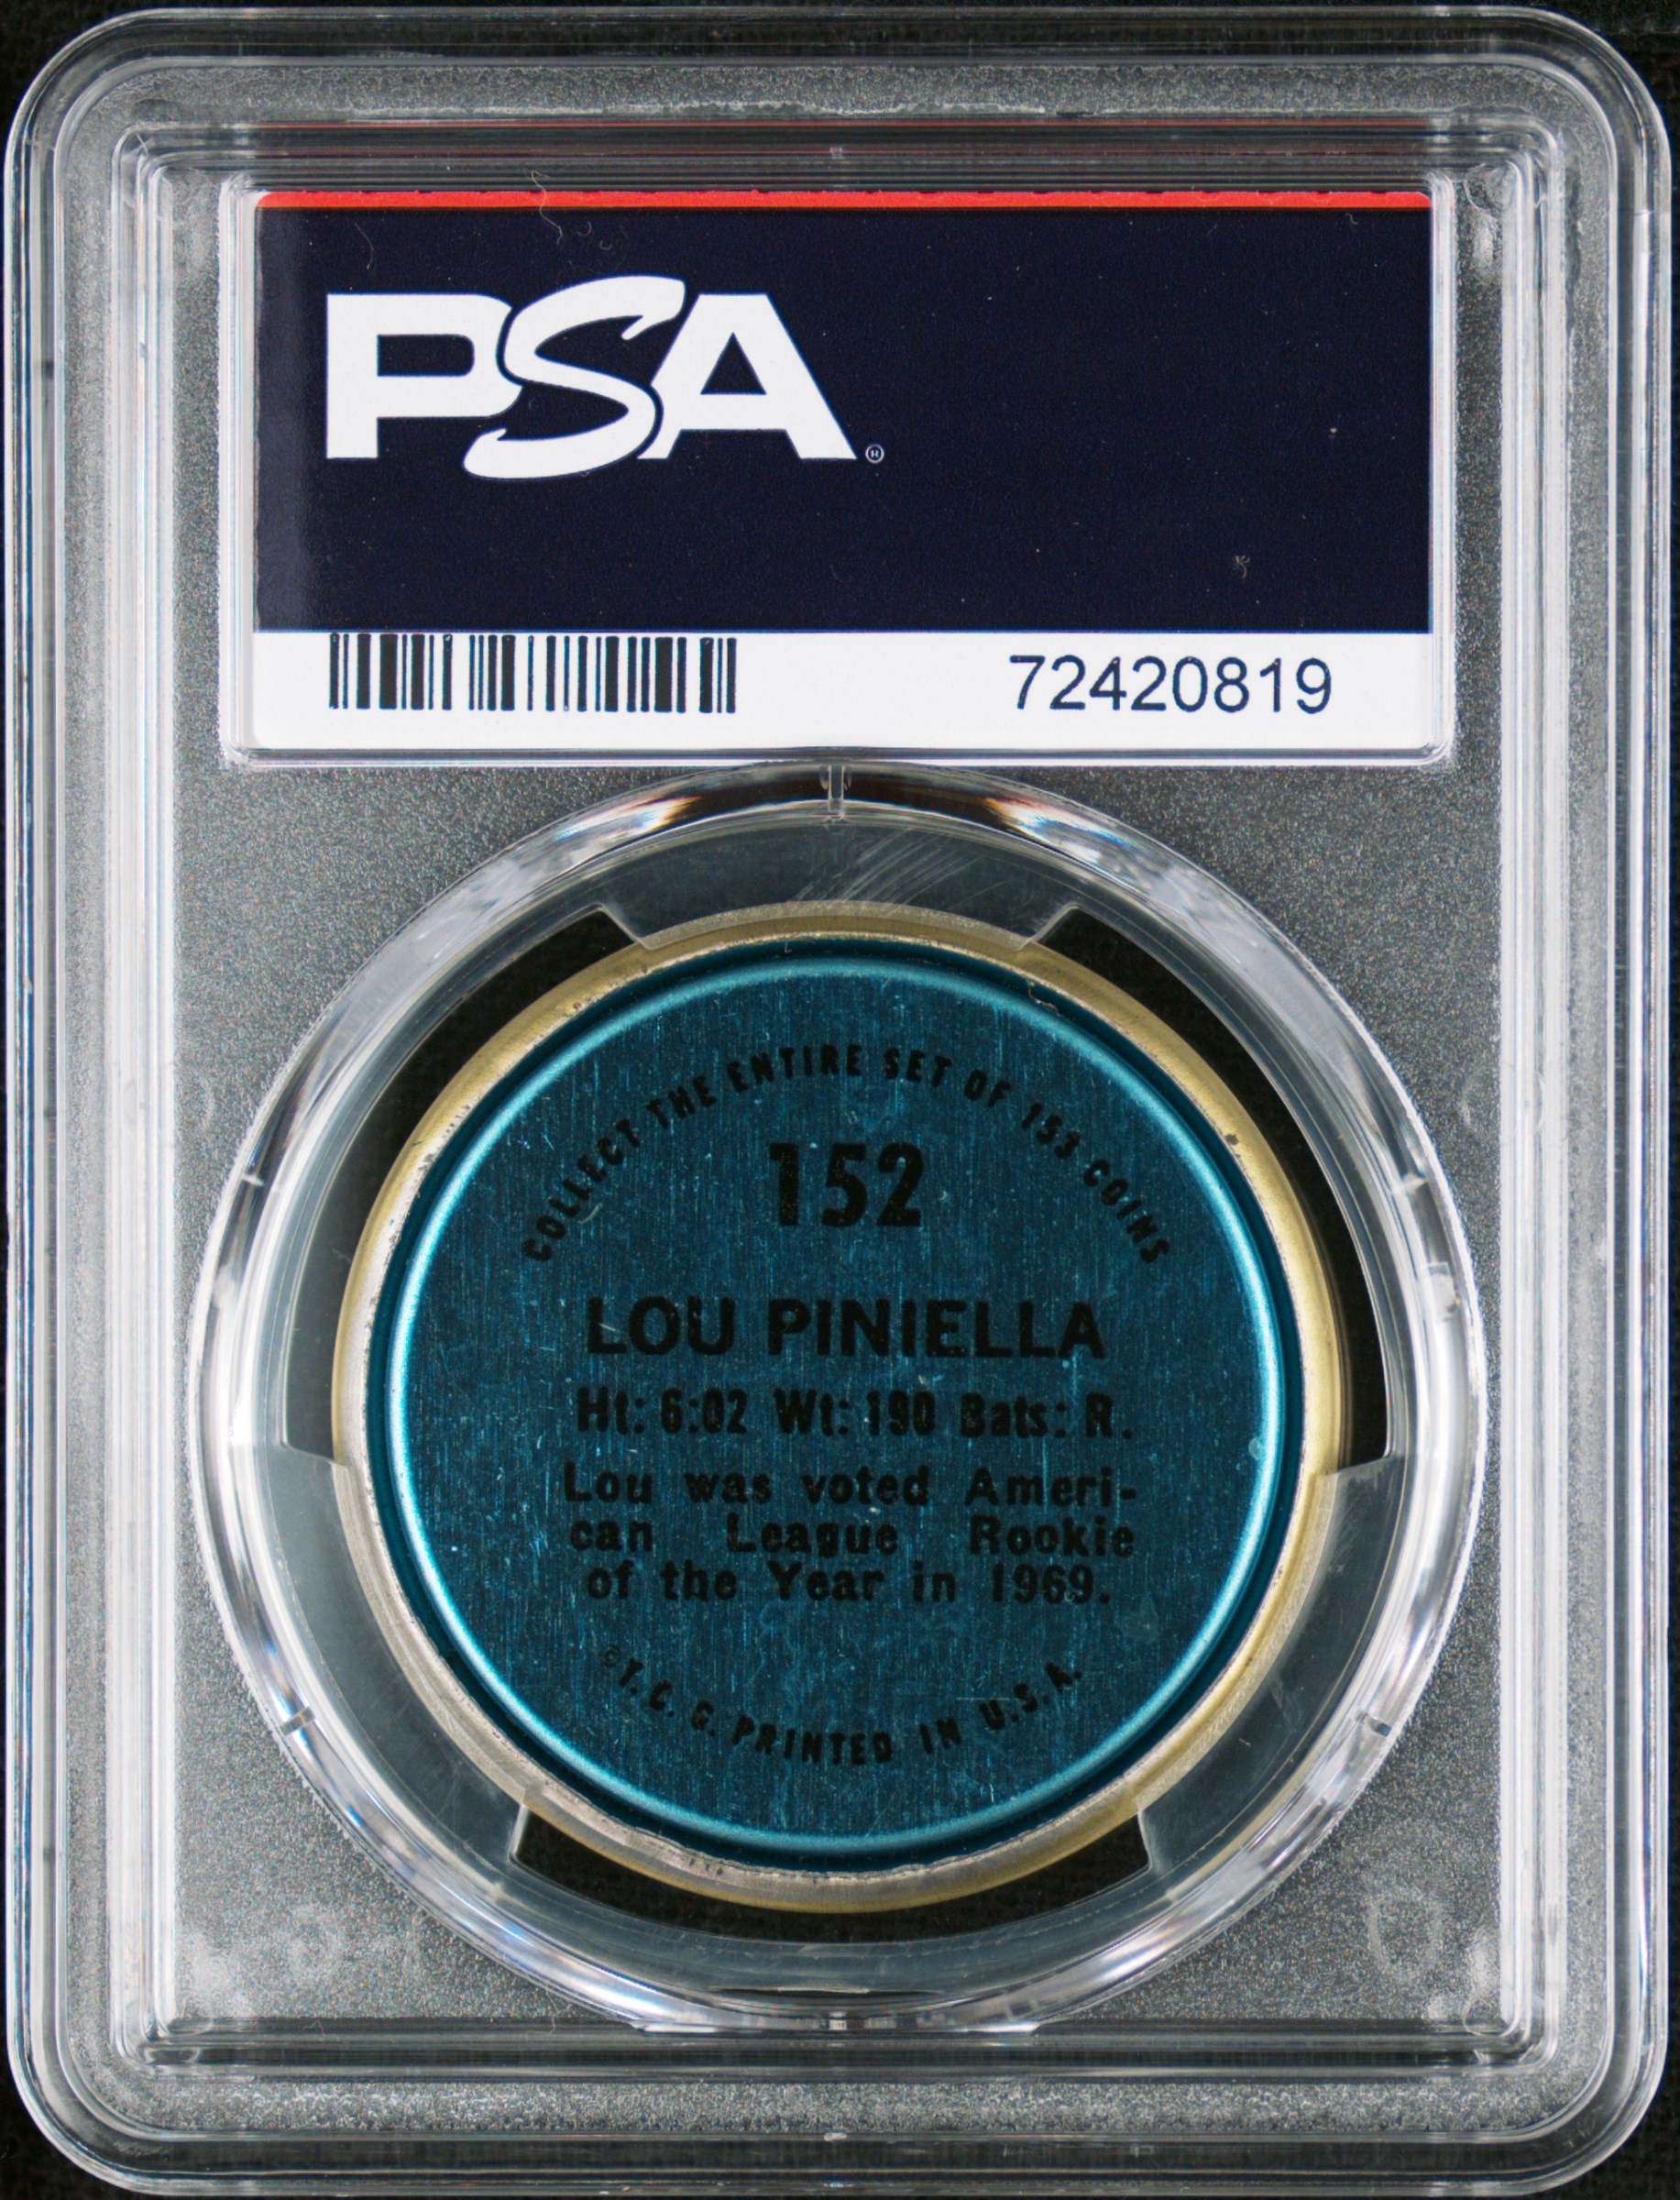 PSA®
72420819
COLLECT THE ENTIRE SET OF 153 COINS
152
LOU PINIELLA
Ht: 6:02 Wt: 190 Bats: R.
Lou was voted Ameri-
can League Rookie
of the Year in 1969.
©T.C.G. PRINTED IN U.S.A.